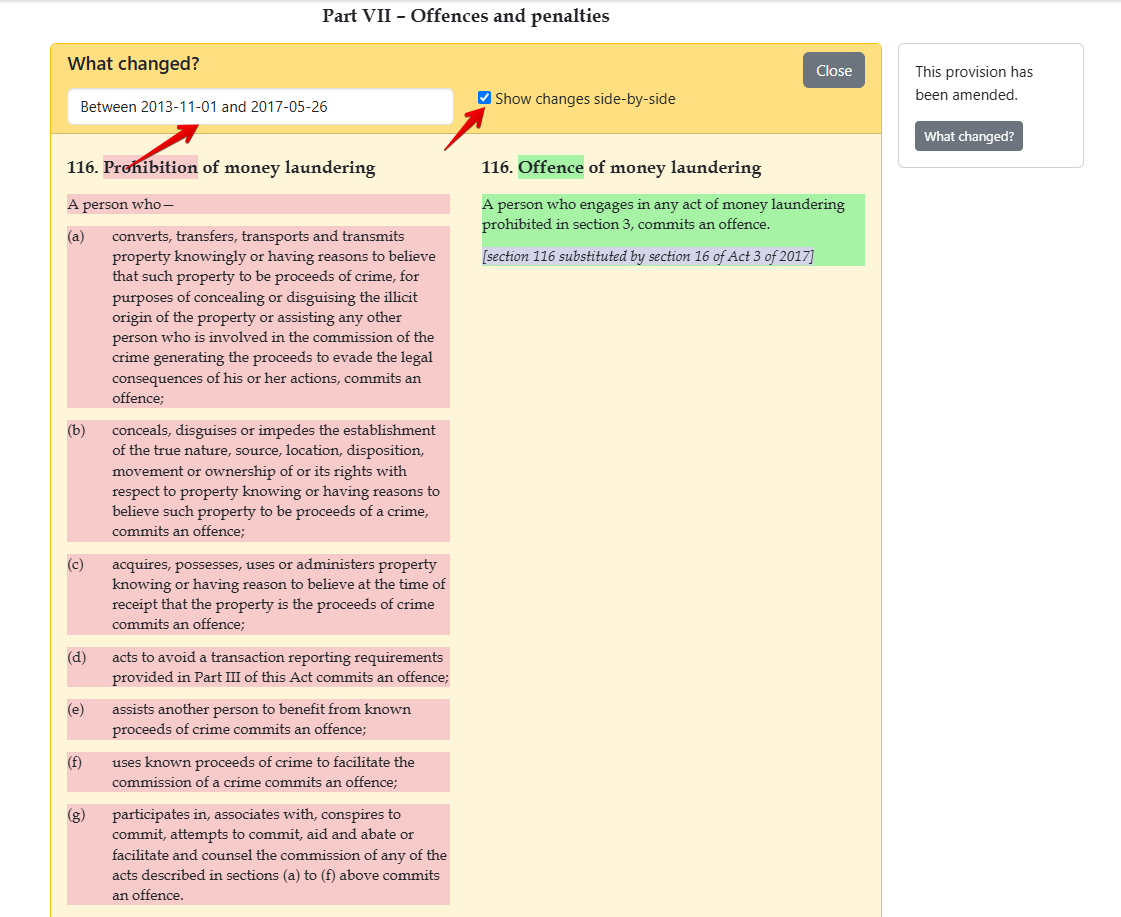 Part VII – Offences and penalties
What changed?
Close
Between 2013-11-01 and 2017-05-26
Show changes side-by-side
This provision has
been amended.
What changed?
116. Prohibition of money laundering
A person who—
(a) converts, transfers, transports and transmits
property knowingly or having reasons to believe
that such property to be proceeds of crime, for
purposes of concealing or disguising the illicit
origin of the property or assisting any other
person who is involved in the commission of the
crime generating the proceeds to evade the legal
consequences of his or her actions, commits an
offence;
(b) conceals, disguises or impedes the establishment
of the true nature, source, location, disposition,
movement or ownership of or its rights with
respect to property knowing or having reasons to
believe such property to be proceeds of a crime,
commits an offence;
(c) acquires, possesses, uses or administers property
knowing or having reason to believe at the time of
receipt that the property is the proceeds of crime
commits an offence;
(d) acts to avoid a transaction reporting requirements
provided in Part III of this Act commits an offence;
(e) assists another person to benefit from known
proceeds of crime commits an offence;
(f) uses known proceeds of crime to facilitate the
commission of a crime commits an offence;
(g) participates in, associates with, conspires to
commit, attempts to commit, aid and abate or
facilitate and counsel the commission of any of the
acts described in sections (a) to (f) above commits
an offence.
116. Offence of money laundering
A person who engages in any act of money laundering
prohibited in section 3, commits an offence.
[section 116 substituted by section 16 of Act 3 of 2017]